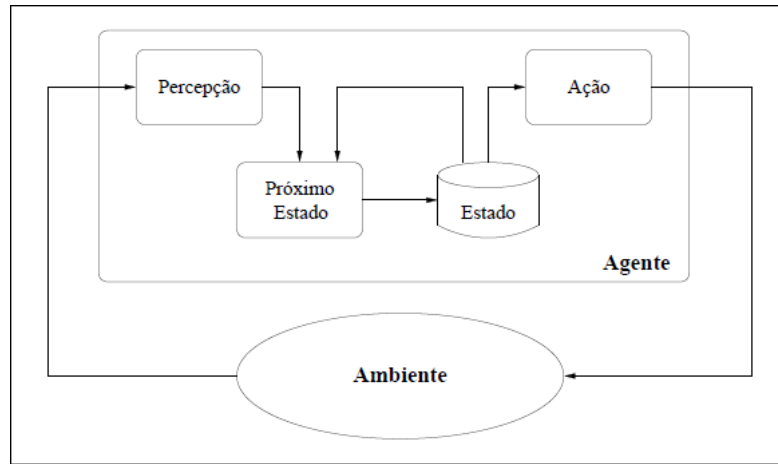 Percepção
Ação
Próximo
Estado
Estado
Agente
Ambiente